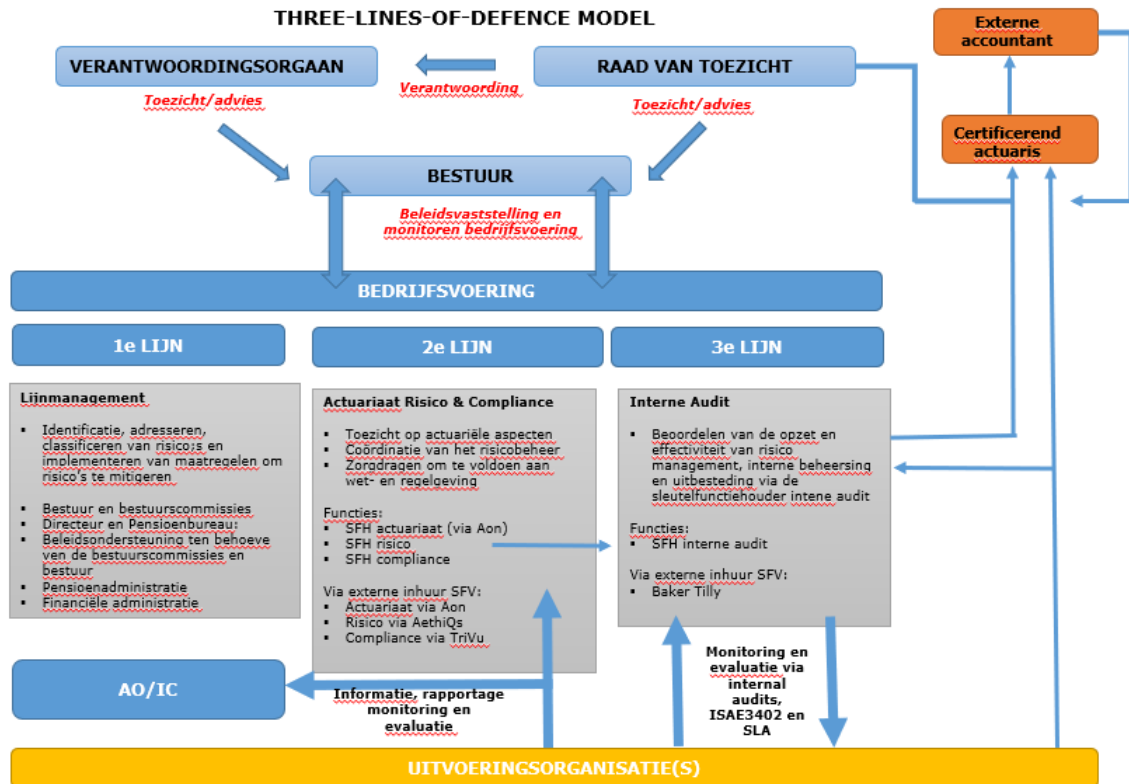 THREE-LINES-OF-DEFENCE MODEL
Externe
accountant
VERANTWOORDINGSORGAAN
RAAD VAN TOEZICHT
Verantwoording
Toezicht/advies
Toezicht/advies
Certificerend
actuaris
BESTUUR
Beleidsvaststelling en
monitoren bedrijfsvoering
BEDRIJFSVOERING
1e LIJN
2e LIJN
3e LIJN
Lijnmanagement
▪ Identificatie, adresseren,
classificeren van risico;s en
implementeren van maatregelen om
risico's te mitigeren
▪ Bestuur en bestuurscommissies
▪ Directeur en Pensioenbureau:
▪ Beleidsondersteuning ten behoeve
ven de bestuurscommissies en
bestuur
▪ Pensioenadministratie
▪ Financiële administratie
Actuariaat Risico & Compliance
▪ Toezicht op actuariële aspecten
▪ Coördinatie van het risicobeheer
▪ Zorgdragen om te voldoen aan
wet- en regelgeving
Functies:
▪ SFH actuariaat (via Aon)
▪ SFH risico
▪ SFH compliance
Via externe inhuur SFV:
▪ Actuariaat via Aon
▪ Risico via AethiQs
▪ Compliance via TriVu
Interne Audit
▪ Beoordelen van de opzet en
effectiviteit van risico
management, interne beheersing
en uitbesteding via de
sleutelfunctiehouder intene audit
Functies:
▪ SFH interne audit
Via externe inhuur SFV:
▪ Baker Tilly
AO/IC
Informatie, rapportage
monitoring en
evaluatie
Monitoring en
evaluatie via
internal
audits,
ISAE3402 en
SLA
UITVOERINGSORGANISATIE(S)